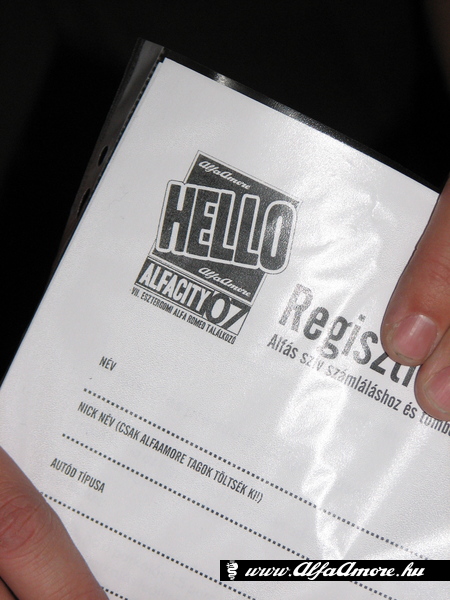 AlfaAmore
HELLO
AlfaAmore
ALFACITY'07
VII. ESZTERGOMI ALFA ROMEO TALÁLKOZÓ
Alfás szív számláláshoz és
NÉV
NICK NÉV (CSAK ALFAAMORE TAGOK TÖLTSÉK KI!)
AUTÓD TÍPUSA
www.AlfaAmore.hu